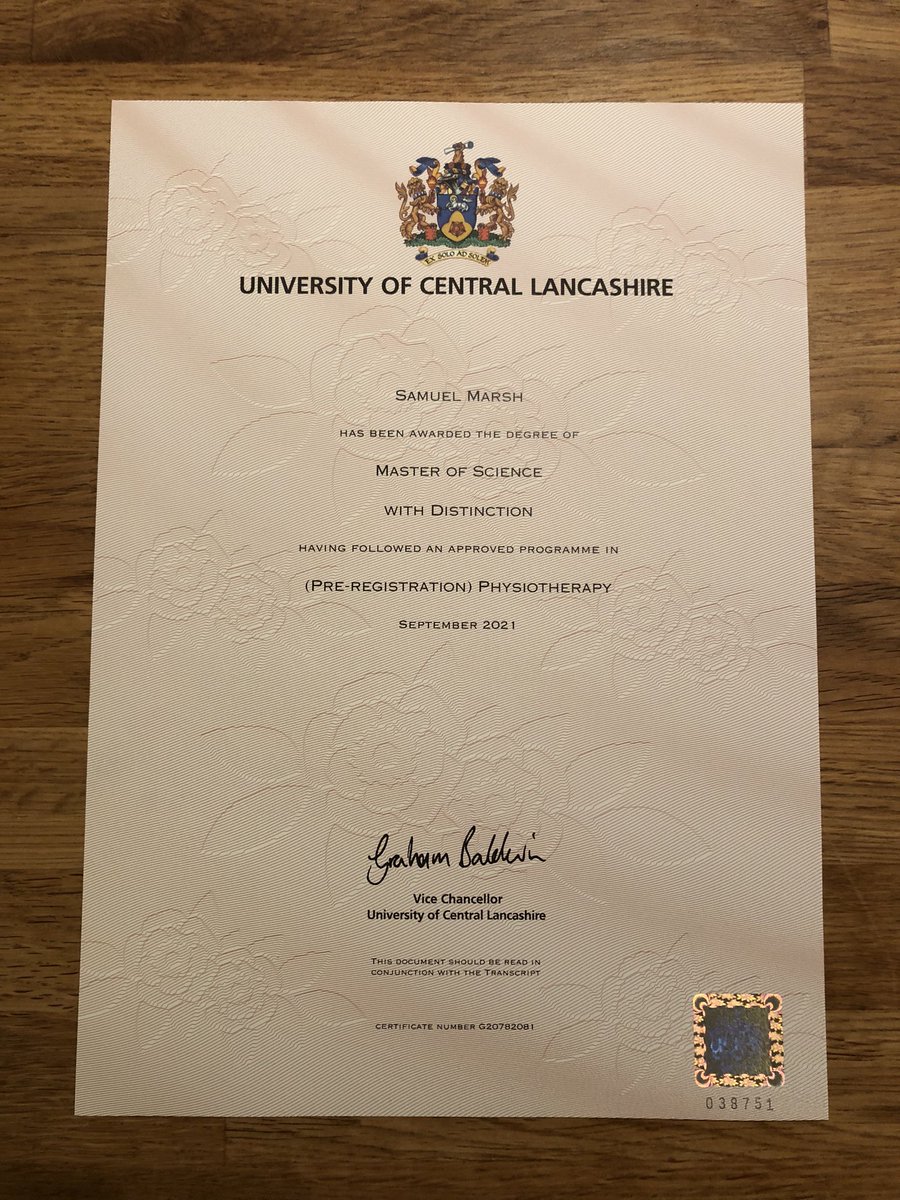 EX SOLO AD SOLEM
UNIVERSITY OF CENTRAL LANCASHIRE
SAMUEL MARSH
HAS BEEN AWARDED THE DEGREE OF
MASTER OF SCIENCE
WITH DISTINCTION
HAVING FOLLOWED AN APPROVED PROGRAMME IN
(PRE-REGISTRATION) PHYSIOTHERAPY
SEPTEMBER 2021
Graham Baldwin
Vice Chancellor
University of Central Lancashire
THIS DOCUMENT SHOULD BE READ IN
CONJUNCTION WITH THE TRANSCRIPT
CERTIFICATE NUMBER G20782081
038751